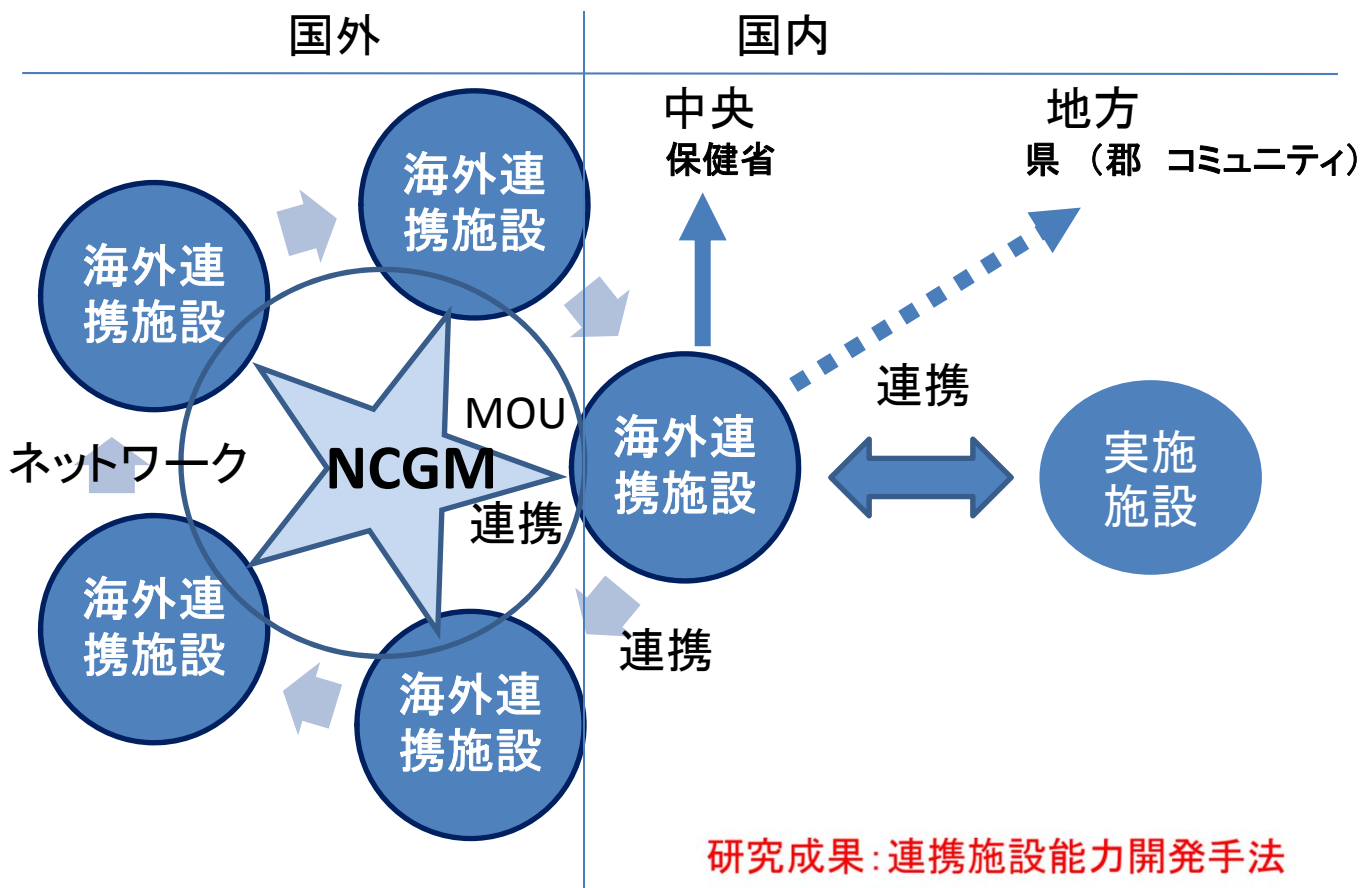 国外
国内
中央
保健省
地方
県 （郡 コミュニティ）
海外連
携施設
海外連
携施設
MOU
NCGM
連携
ネットワーク
海外連
携施設
連携
実施
施設
海外連
携施設
海外連
携施設
連携
研究成果：連携施設能力開発手法